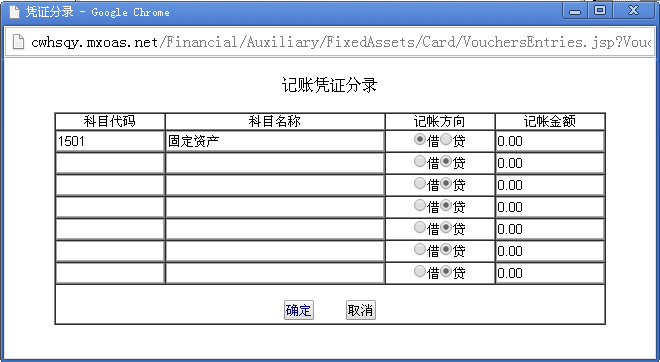 凭证分录 - Google Chrome
cwhsqy.mxoas.net/Financial/Auxiliary/FixedAssets/Card/VouchersEntries.jsp?Vouc
记账凭证分录
科目代码 科目名称 记帐方向 记帐金额
1501 固定资产 借 贷 0.00
借 贷 0.00
借 贷 0.00
借 贷 0.00
借 贷 0.00
借 贷 0.00
借 贷 0.00
确定 取消